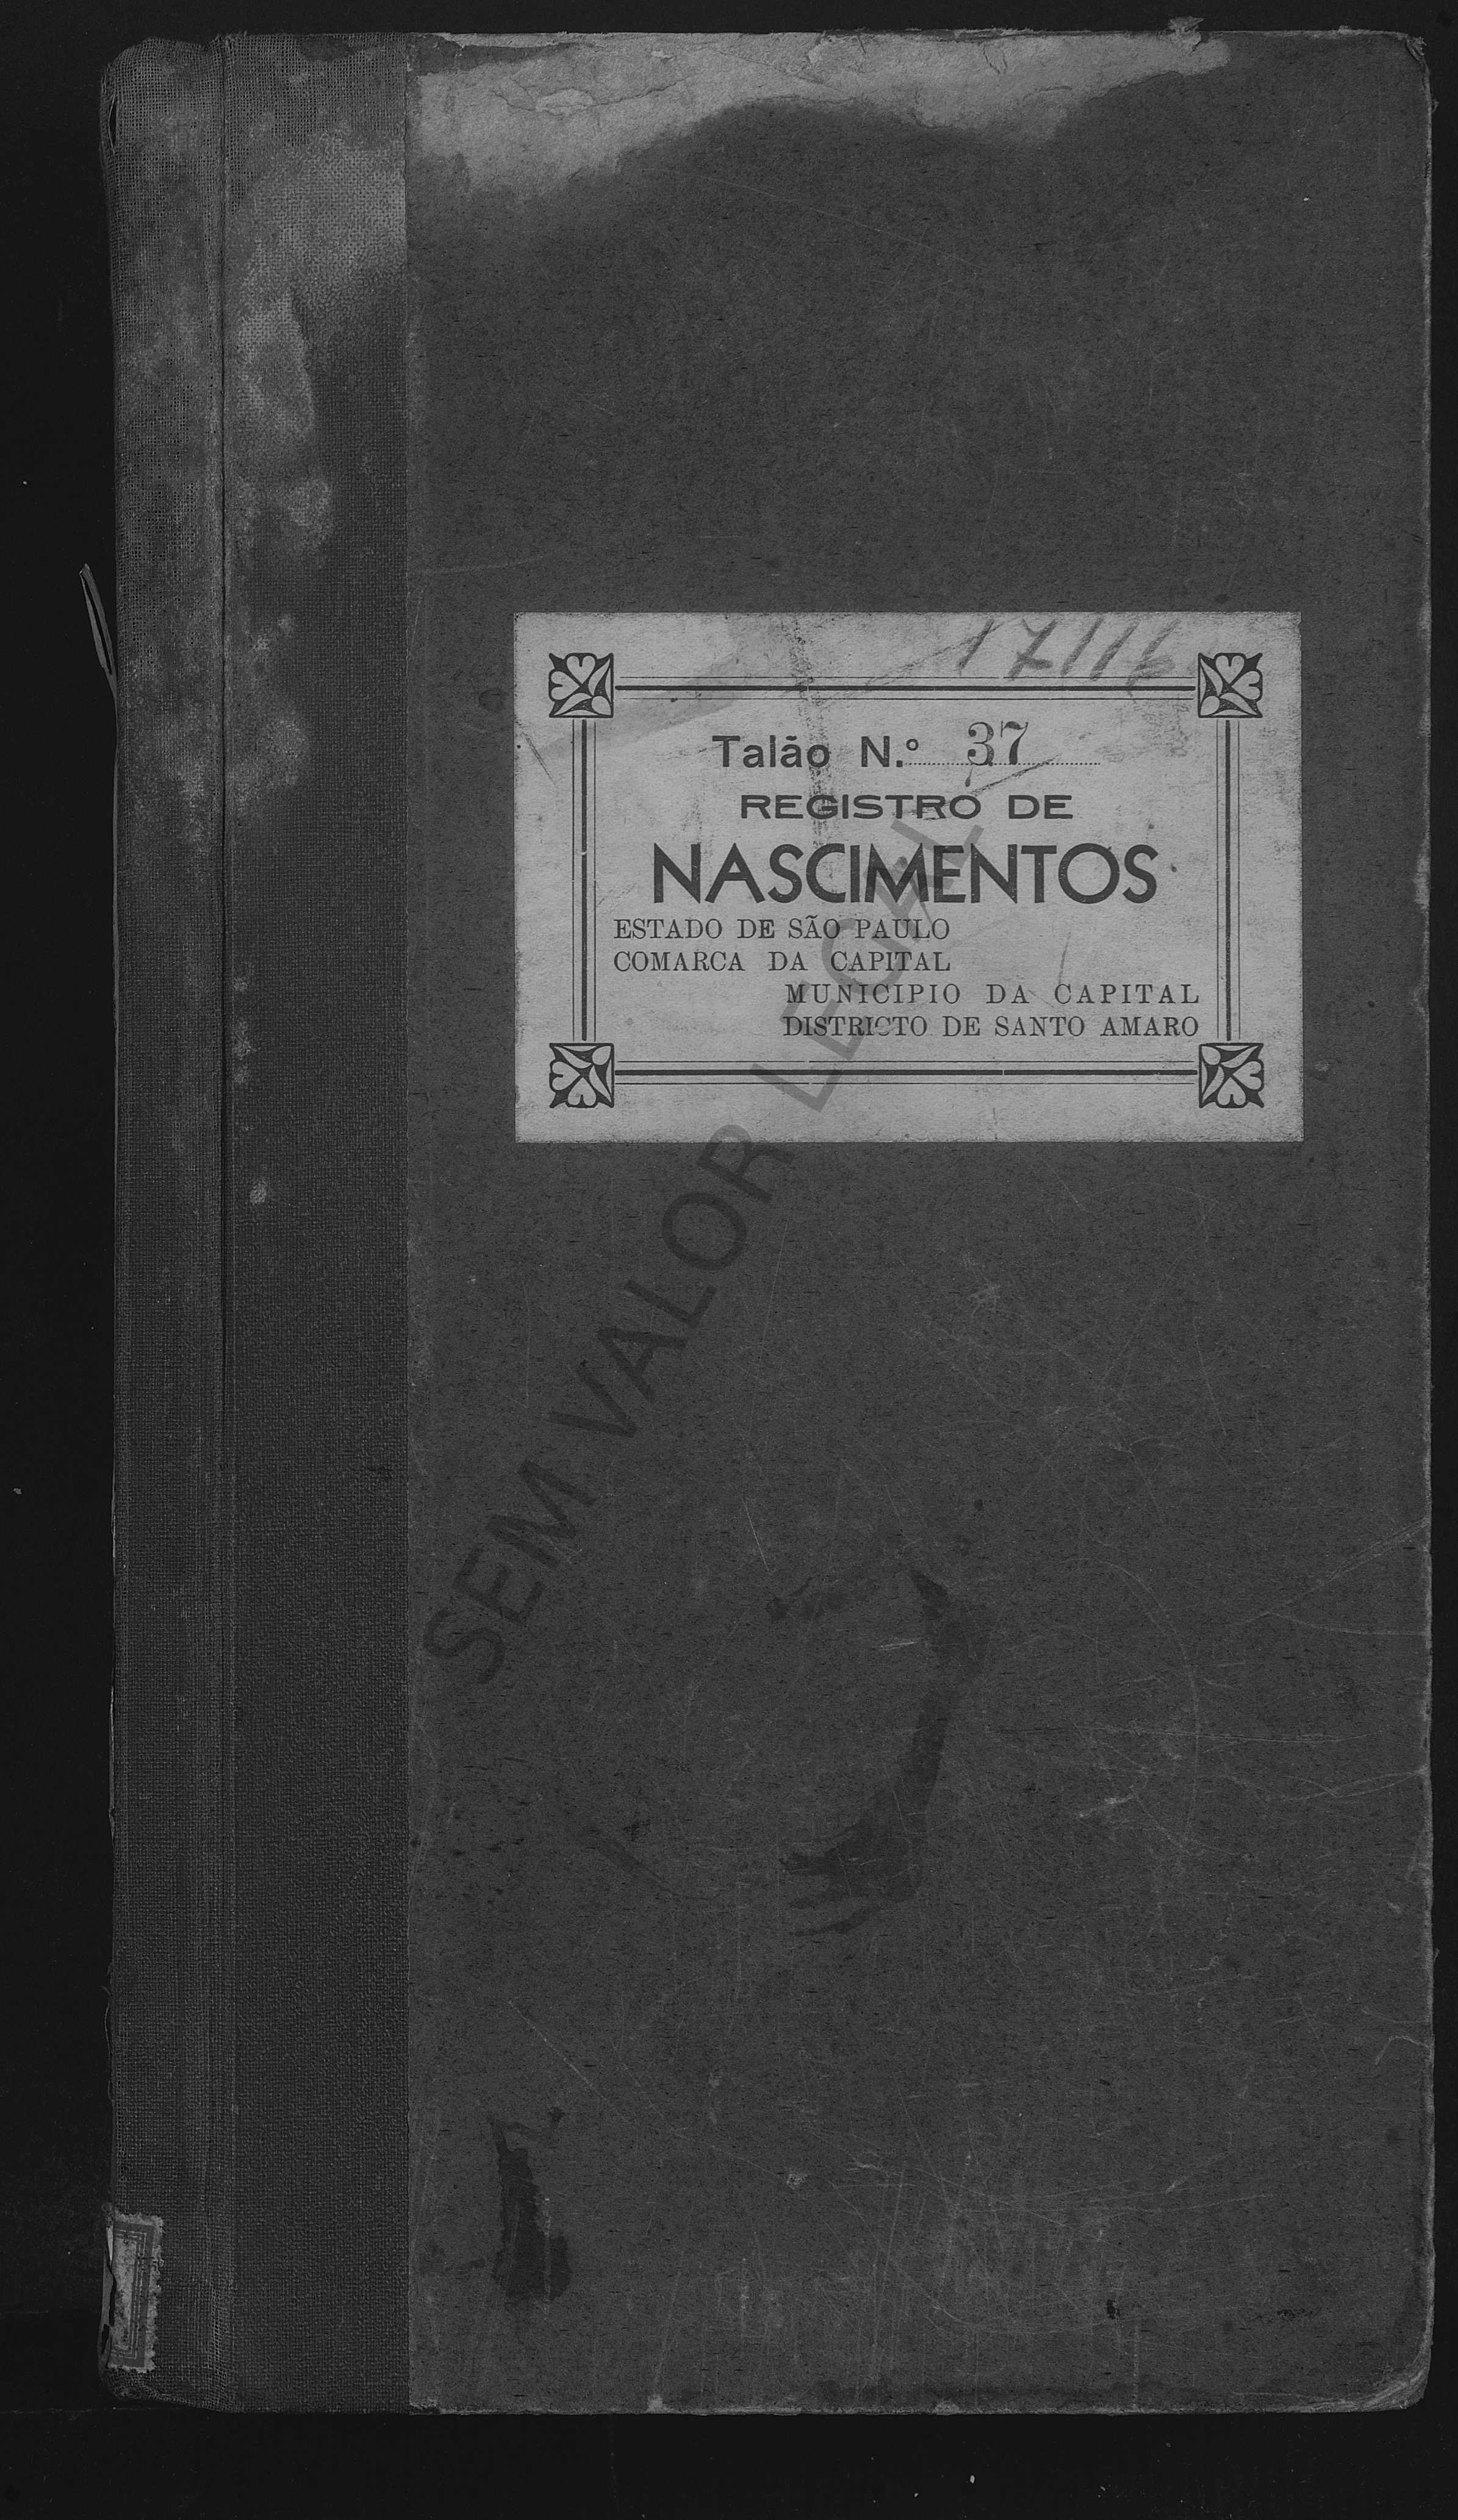 17116
Talão N.º 37
REGISTRO DE
NASCIMENTOS
ESTADO DE SÃO PAULO
COMARCA DA CAPITAL
MUNICIPIO DA CAPITAL
DISTRICTO DE SANTO AMARO
SEM VALOR LEGAL